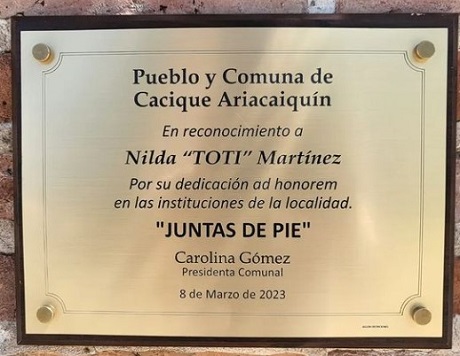 Pueblo y Comuna de
Cacique Ariacaiquín
En reconocimiento a
Nilda “TOTI” Martínez
Por su dedicación ad honorem
en las instituciones de la localidad.
"JUNTAS DE PIE"
Carolina Gómez
Presidenta Comunal
8 de Marzo de 2023